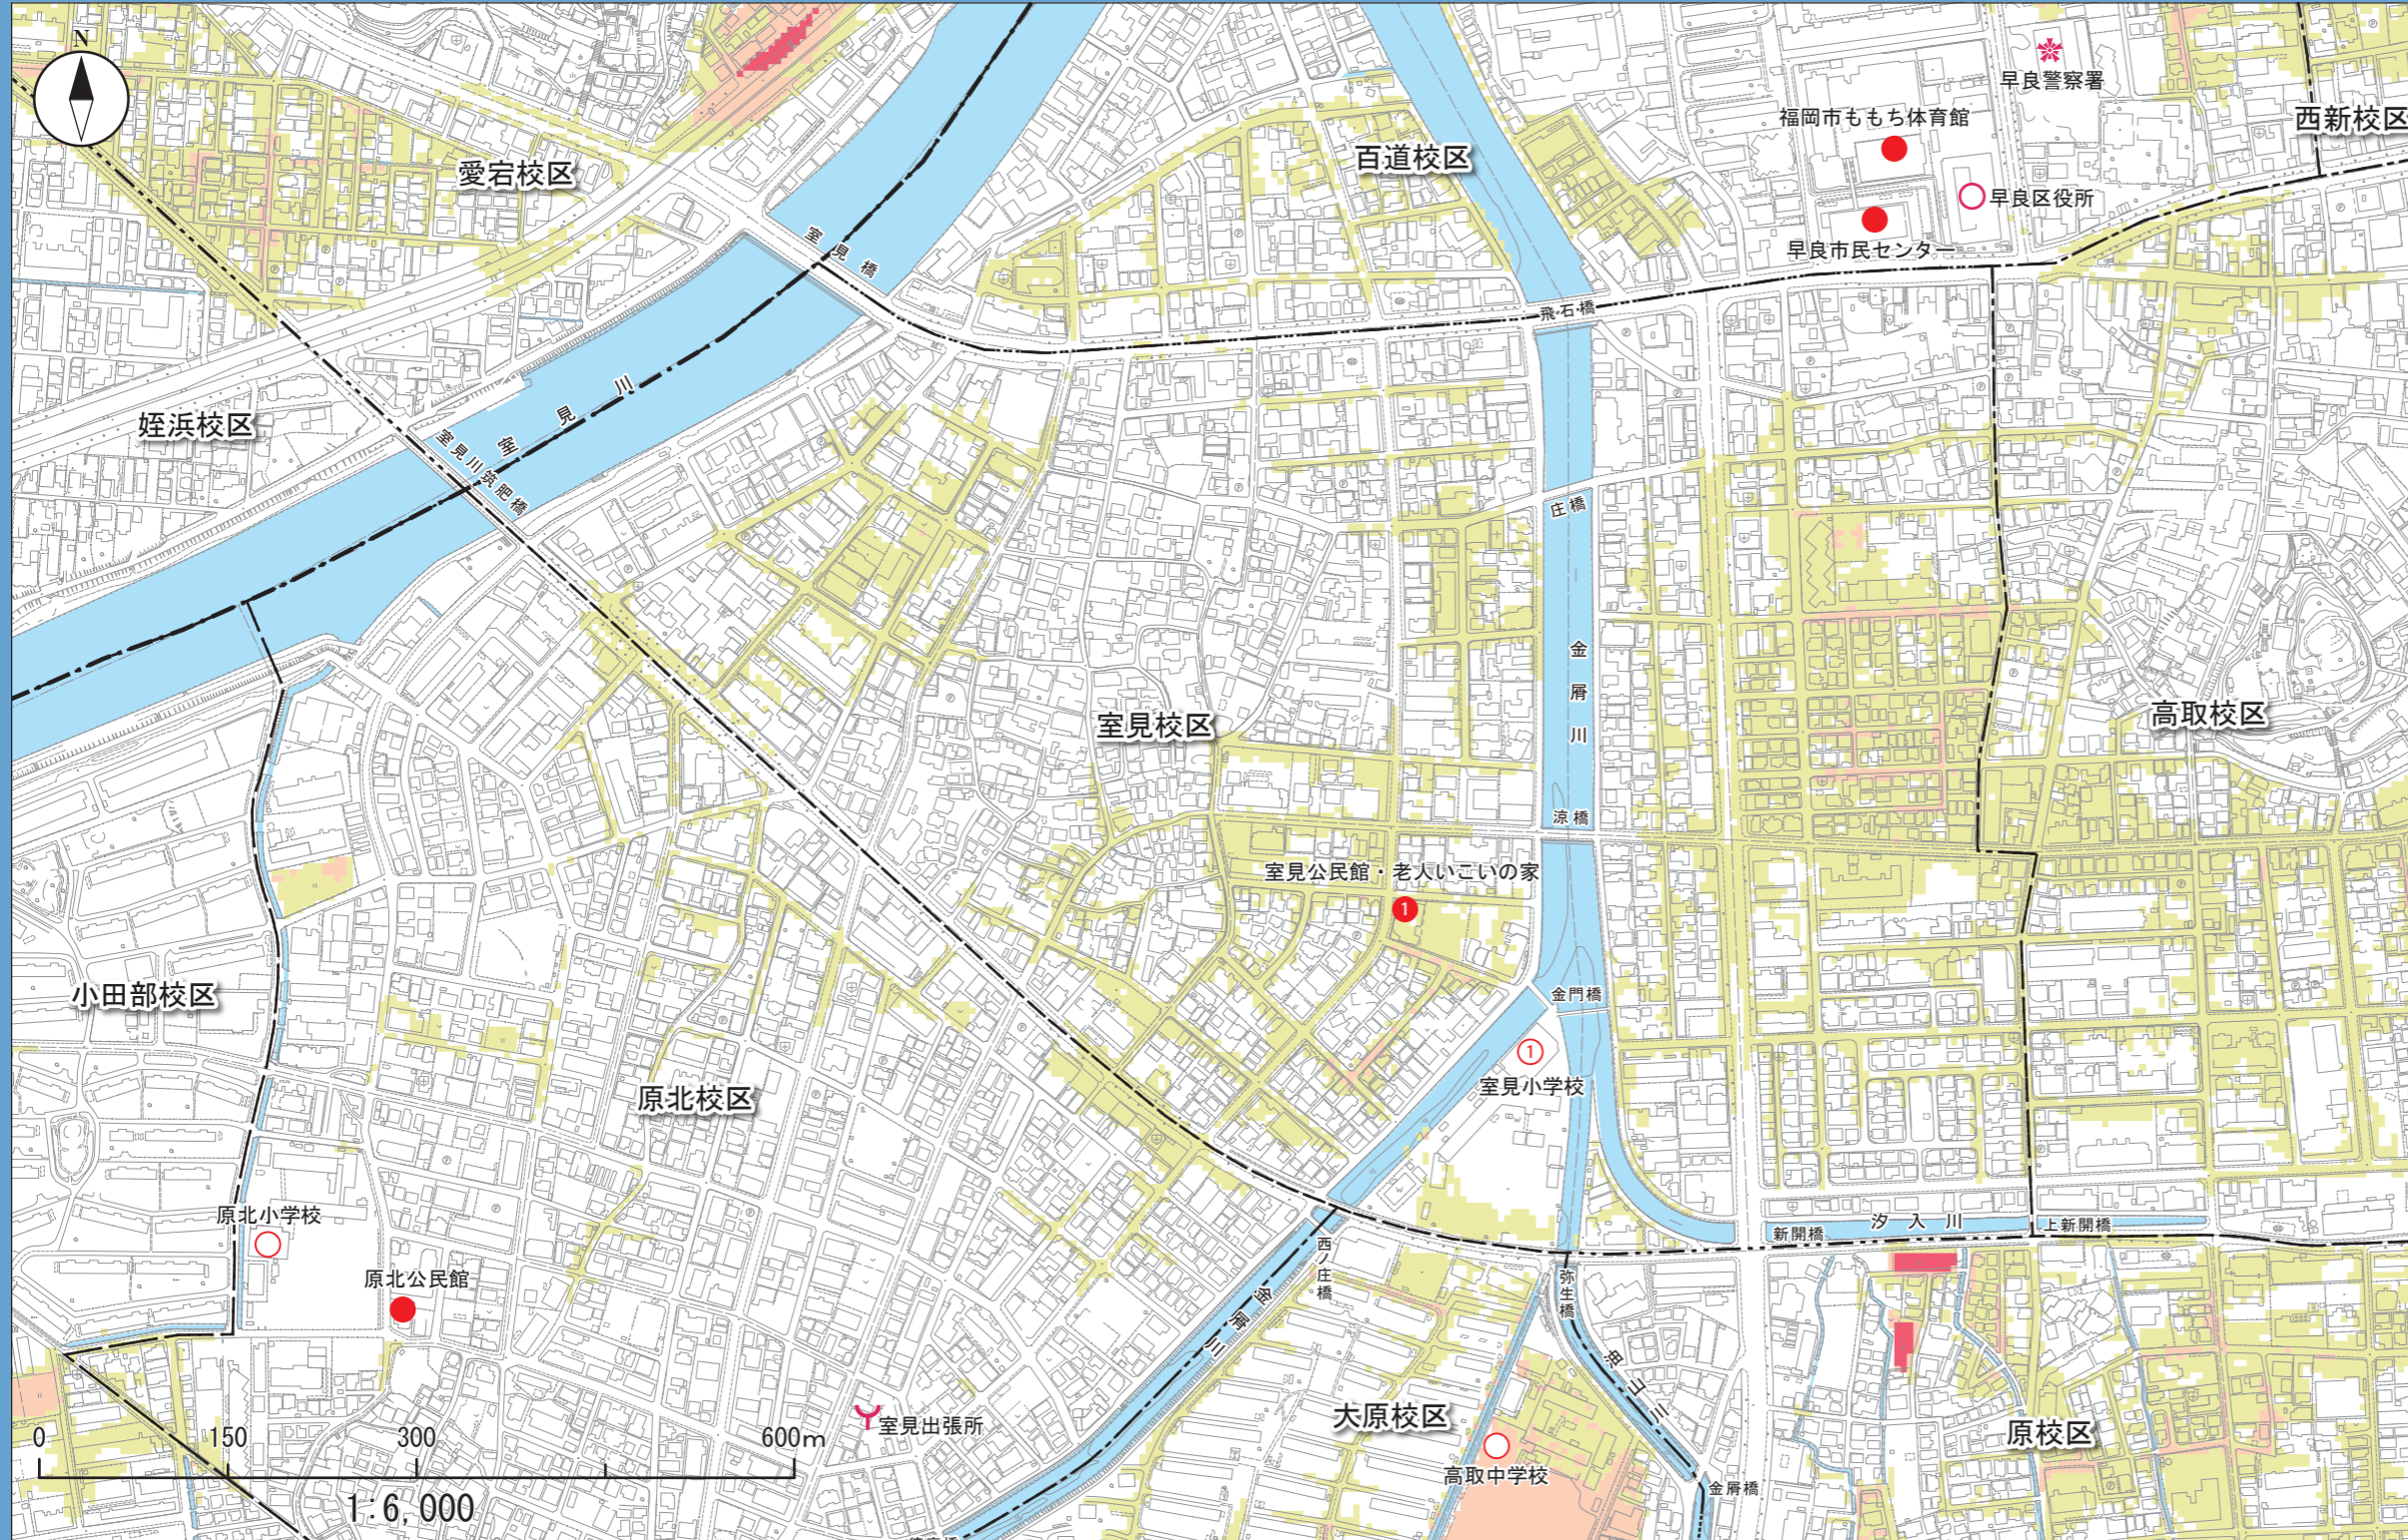 N
早良警察署
福岡市ももち体育館
西新校区
愛宕校区
百道校区
早良区役所
早良市民センター
室見橋
飛石橋
室見川
姪浜校区
室見川筑肥橋
庄橋
金屑川
高取校区
室見校区
涼橋
室見公民館・老人いこいの家
1
小田部校区
金門橋
1
室見小学校
原北校区
原北小学校
汐入川
上新開橋
新開橋
西ノ庄橋
弥生橋
原北公民館
金屑川
油山川
大原校区
原校区
室見出張所
高取中学校
金屑橋
0 150 300 600m
1:6,000